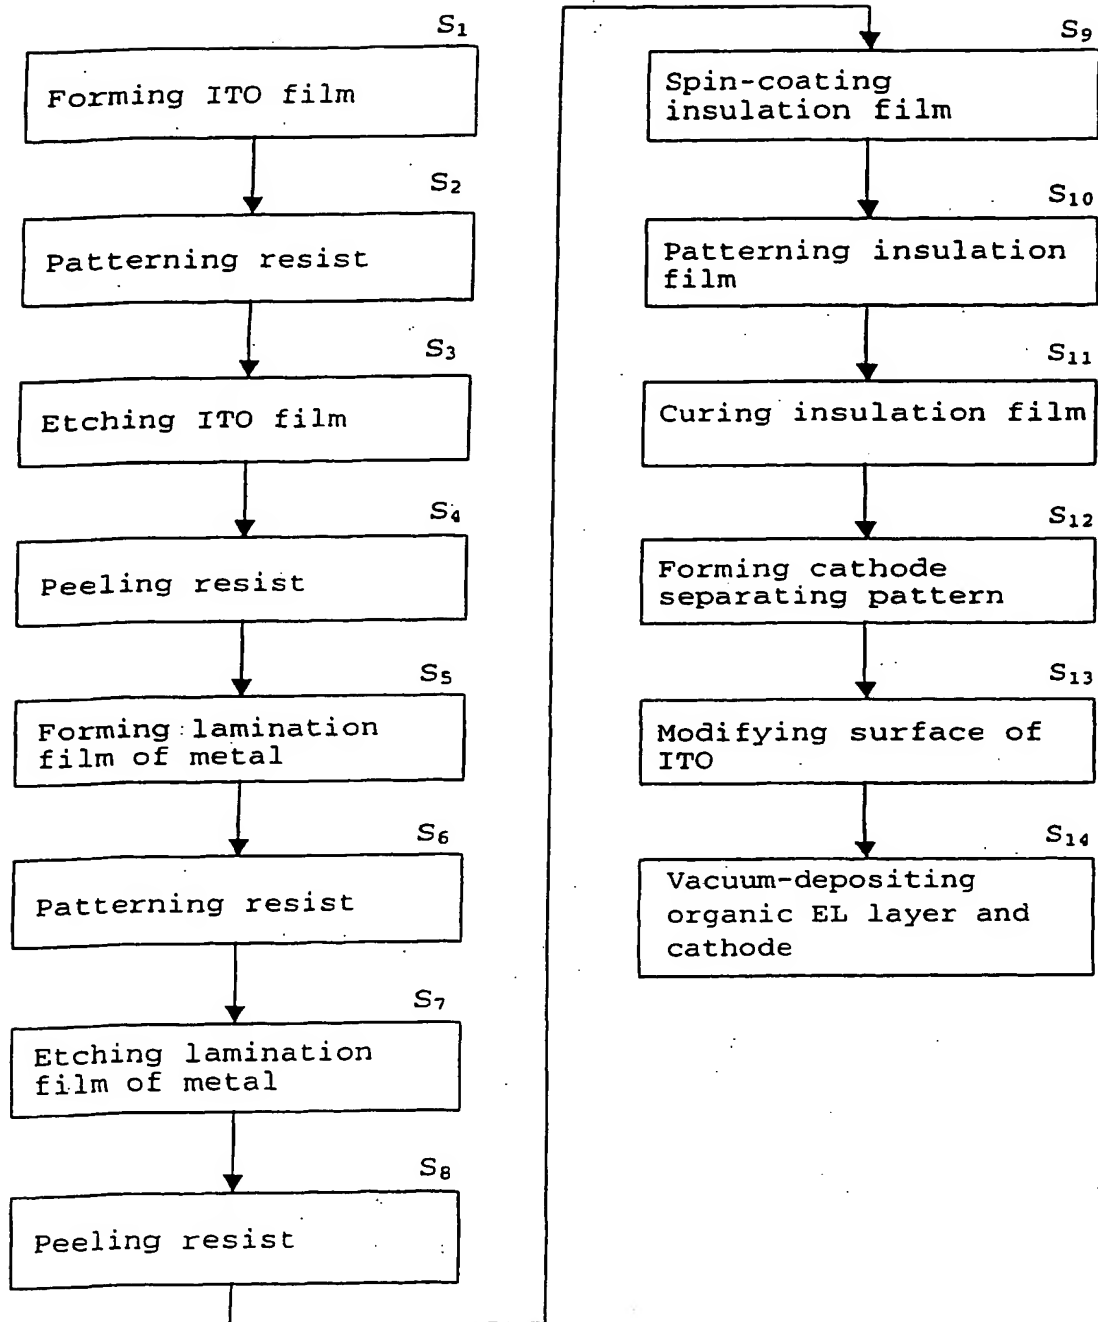 S1
Forming ITO film
S2
Patterning resist
S3
Etching ITO film
S4
Peeling resist
S5
Forming lamination
film of metal
S6
Patterning resist
S7
Etching lamination
film of metal
S8
Peeling resist
S9
Spin-coating
insulation film
S10
Patterning insulation
film
S11
Curing insulation film
S12
Forming cathode
separating pattern
S13
Modifying surface of
ITO
S14
Vacuum-depositing
organic EL layer and
cathode